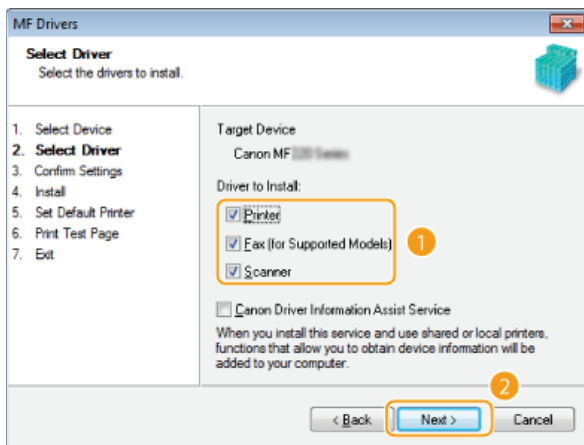 MF Drivers
Select Driver
Select the drivers to install.
1. Select Device
2. Select Driver
3. Confirm Settings
4. Install
5. Set Default Printer
6. Print Test Page
7. Exit
Target Device
Canon MF
Driver to Install:
Printer
Fax (for Supported Models)
Scanner
1
Canon Driver Information Assist Service
When you install this service and use shared or local printers,
functions that allow you to obtain device information will be
added to your computer.
2
< Back
Next >
Cancel